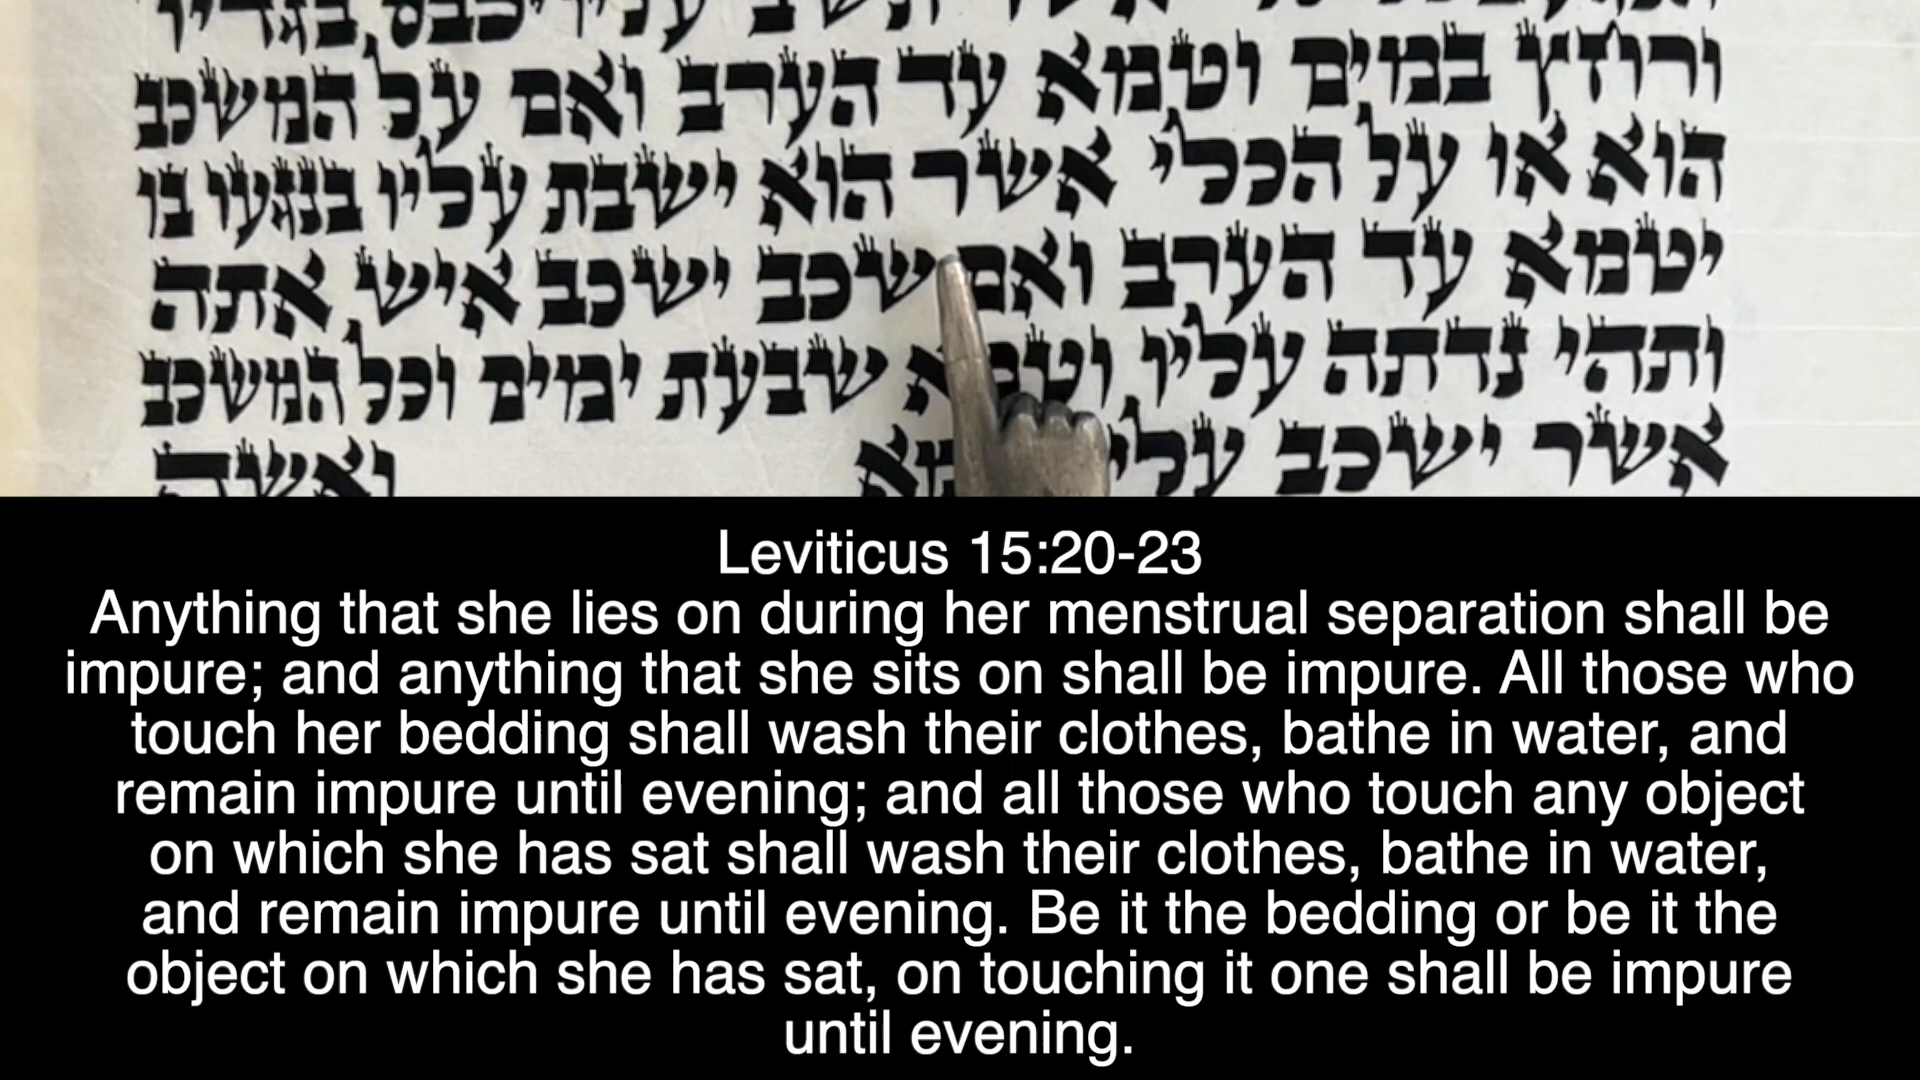 עליו יכבס בגדיו
ורחץ במים וטמא עד הערב ואם על המשכב
הוא או על הכלי אשר הוא ישבת עליו בנגעו בו
יטמא עד הערב ואם שכב ישכב איש אתה
ותהי נדתה עליו וטמא שבעת ימים וכל המשכב
אשר ישכב ואשה
Leviticus 15:20-23
Anything that she lies on during her menstrual separation shall be
impure; and anything that she sits on shall be impure. All those who
touch her bedding shall wash their clothes, bathe in water, and
remain impure until evening; and all those who touch any object
on which she has sat shall wash their clothes, bathe in water,
and remain impure until evening. Be it the bedding or be it the
object on which she has sat, on touching it one shall be impure
until evening.